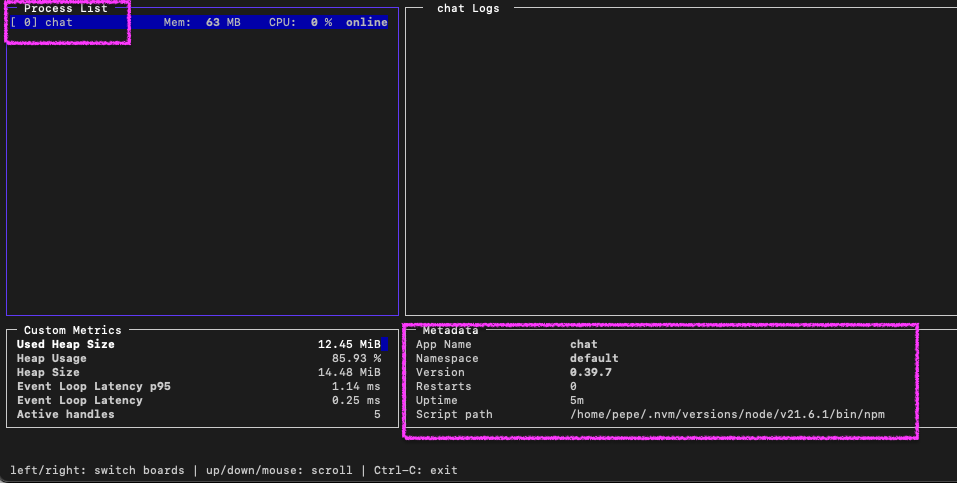 Process List
[ 0] chat Mem: 63 MB CPU: 0 % online
chat Logs
Custom Metrics
Used Heap Size 12.45 MiB
Heap Usage 85.93 %
Heap Size 14.48 MiB
Event Loop Latency p95 1.14 ms
Event Loop Latency 0.25 ms
Active handles 5
Metadata
App Name chat
Namespace default
Version 0.39.7
Restarts 0
Uptime 5m
Script path /home/pepe/.nvm/versions/node/v21.6.1/bin/npm
left/right: switch boards | up/down/mouse: scroll | Ctrl-C: exit